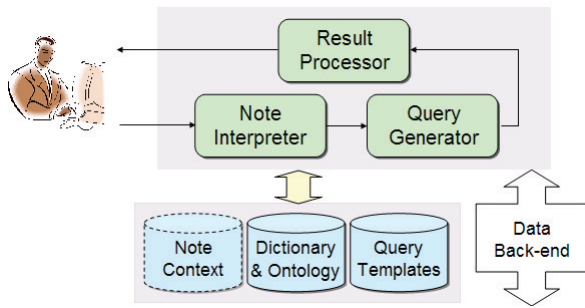 Result
Processor
Note
Interpreter
Query
Generator
Note
Context
Dictionary
& Ontology
Query
Templates
Data
Back-end